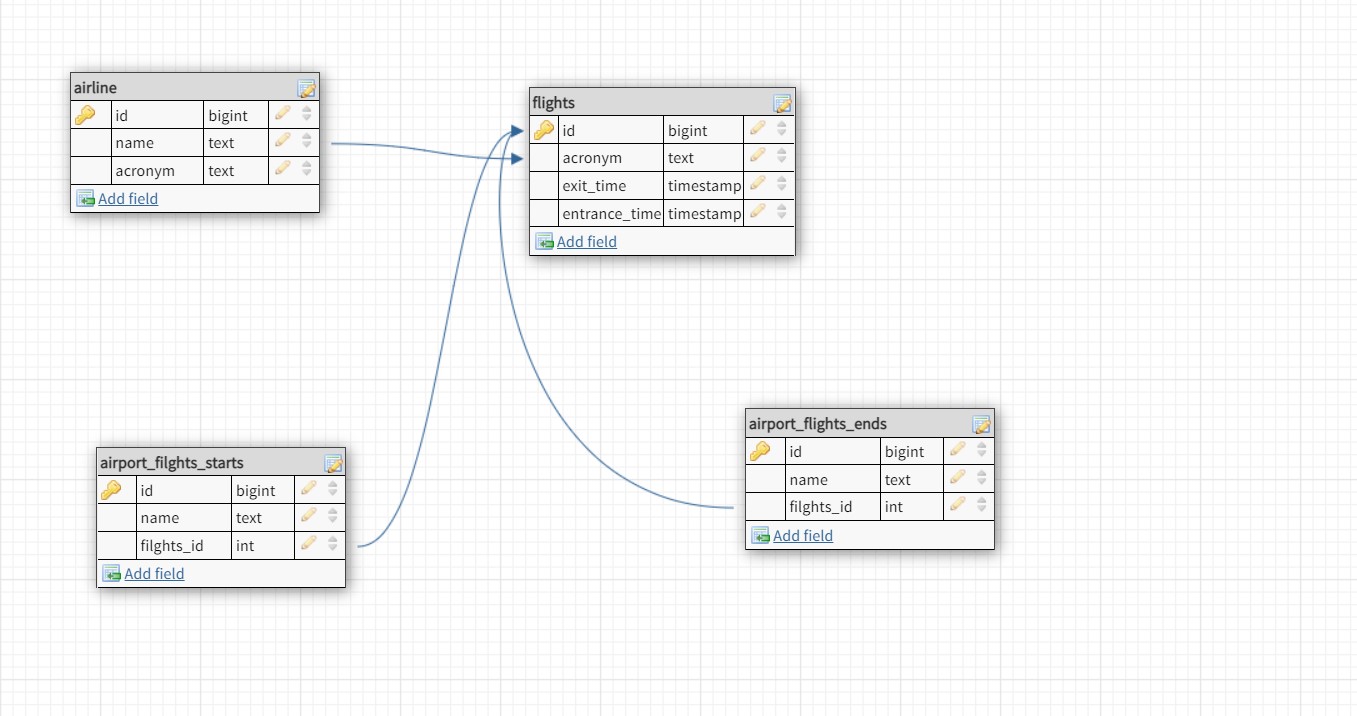 airline
id bigint
name text
acronym text
Add field
flights
id bigint
acronym text
exit_time timestamp
entrance_time timestamp
Add field
airport_filghts_starts
id bigint
name text
filghts_id int
Add field
airport_flights_ends
id bigint
name text
filghts_id int
Add field